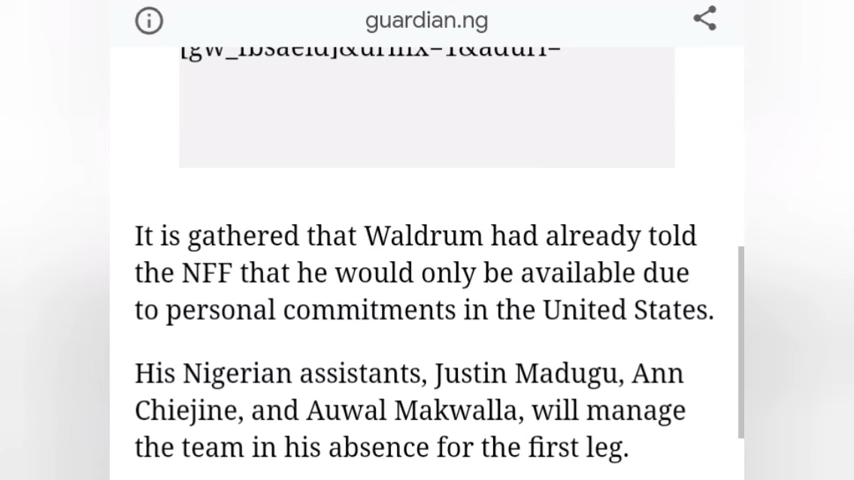 guardian.ng
It is gathered that Waldrum had already told
the NFF that he would only be available due
to personal commitments in the United States.
His Nigerian assistants, Justin Madugu, Ann
Chiejine, and Auwal Makwalla, will manage
the team in his absence for the first leg.